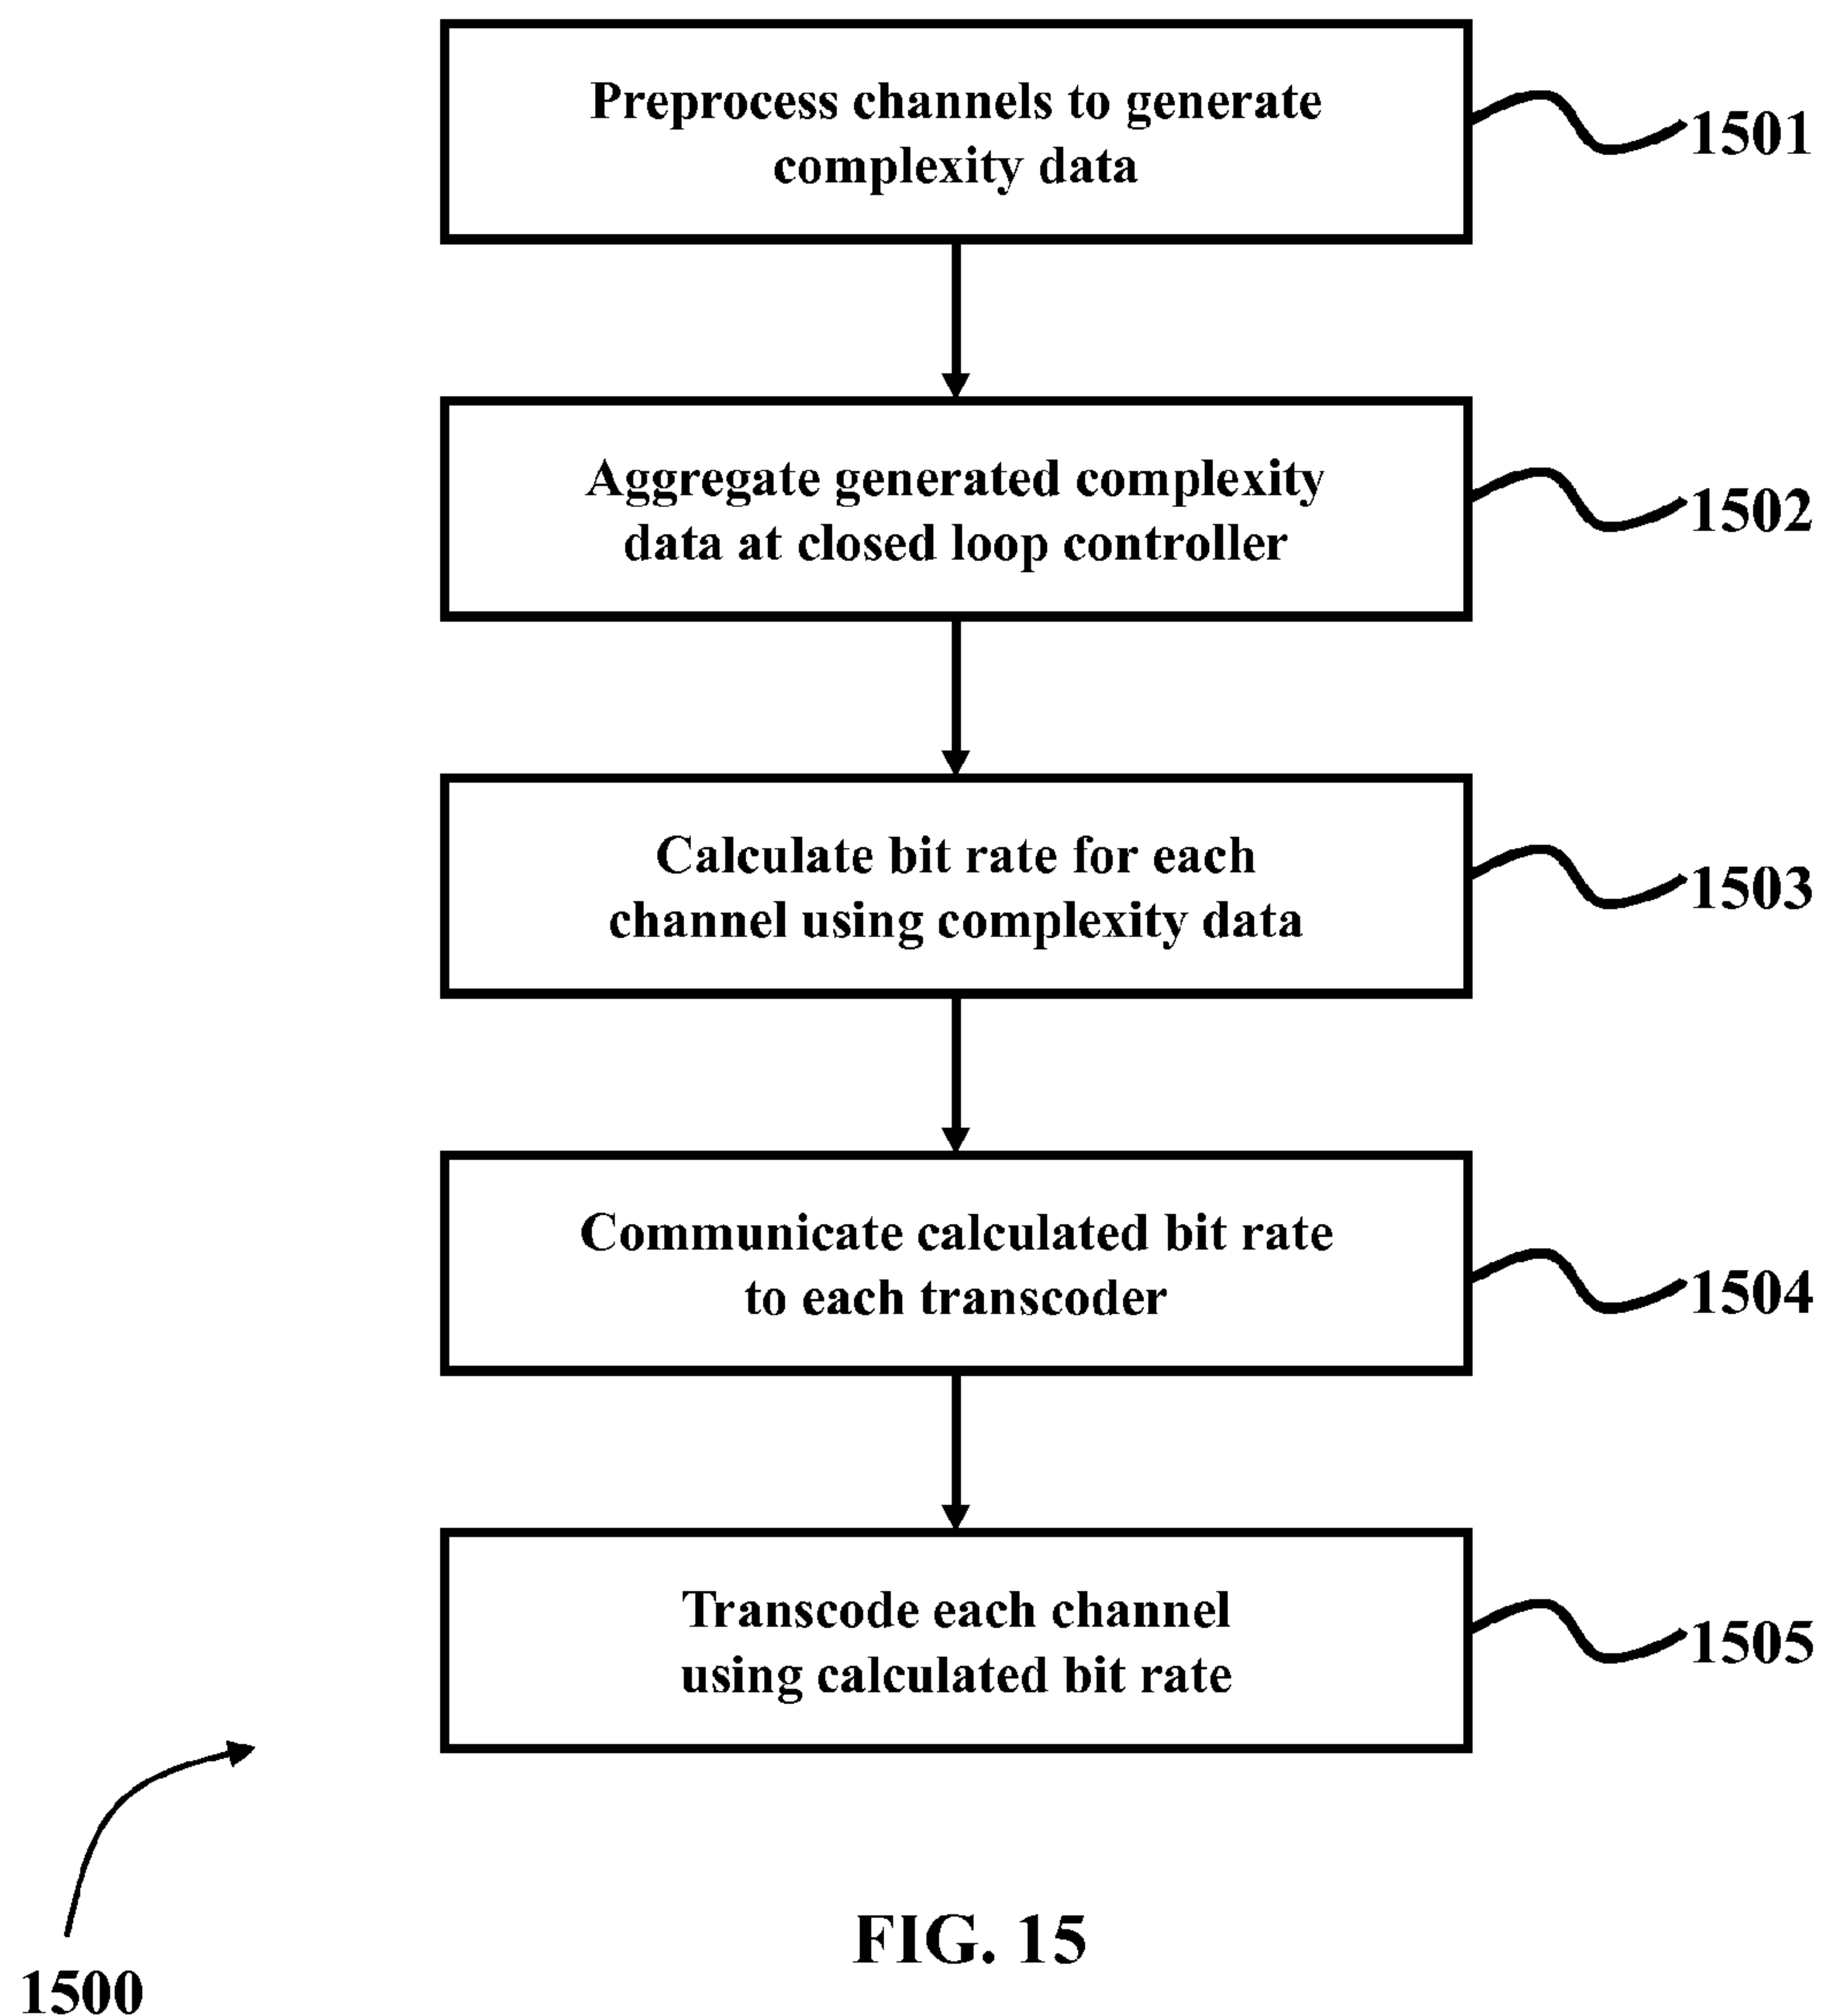 Preprocess channels to generate
complexity data
1501
Aggregate generated complexity
data at closed loop controller
1502
Calculate bit rate for each
channel using complexity data
1503
Communicate calculated bit rate
to each transcoder
1504
Transcode each channel
using calculated bit rate
1505
FIG. 15
1500